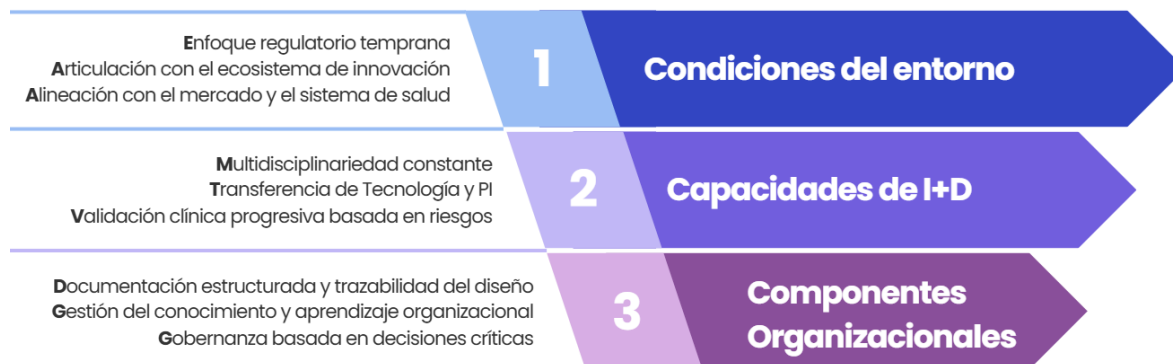 Enfoque regulatorio temprana
Articulación con el ecosistema de innovación
Alineación con el mercado y el sistema de salud
1
Condiciones del entorno
Multidisciplinariedad constante
Transferencia de Tecnología y PI
Validación clínica progresiva basada en riesgos
2
Capacidades de I+D
Documentación estructurada y trazabilidad del diseño
Gestión del conocimiento y aprendizaje organizacional
Gobernanza basada en decisiones críticas
3
Componentes
Organizacionales